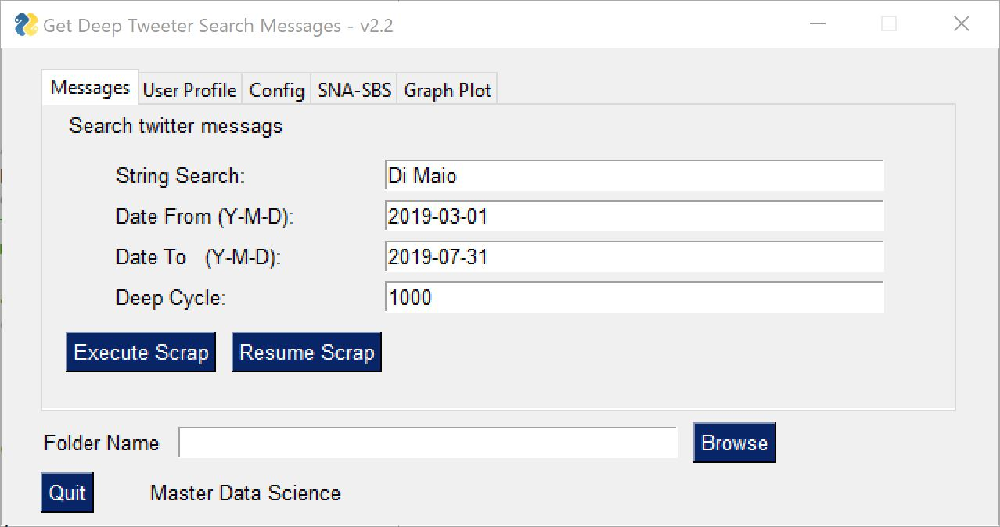 Get Deep Tweeter Search Messages - v2.2
Messages User Profile Config SNA-SBS Graph Plot
Search twitter messags
String Search: Di Maio
Date From (Y-M-D): 2019-03-01
Date To (Y-M-D): 2019-07-31
Deep Cycle: 1000
Execute Scrap Resume Scrap
Folder Name Browse
Quit Master Data Science